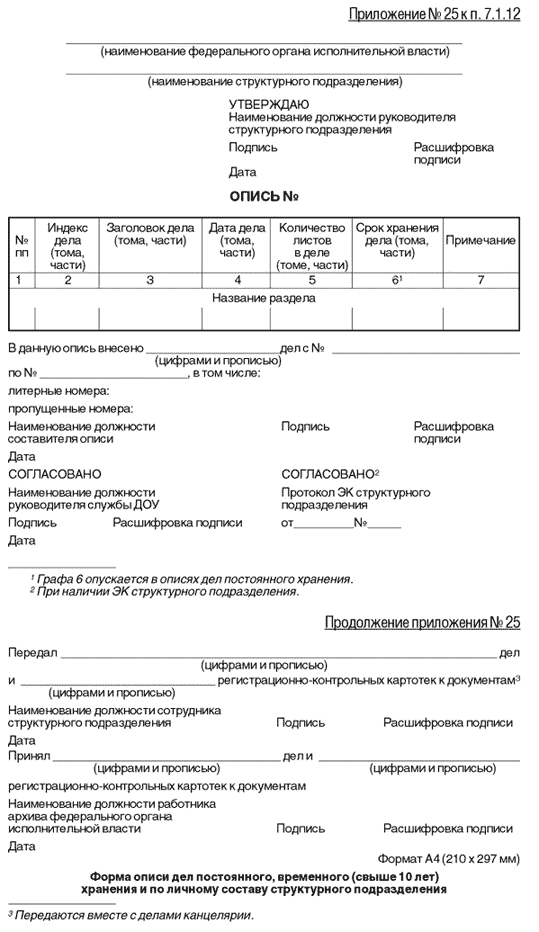 Приложение № 25 к п. 7.1.12
(наименование федерального органа исполнительной власти)
(наименование структурного подразделения)
УТВЕРЖДАЮ
Наименование должности руководителя
структурного подразделения
Подпись Расшифровка
подписи
Дата
ОПИСЬ №
№ пп Индекс дела (тома, части) Заголовок дела (тома, части) Дата дела (тома, части) Количество листов в деле (томе, части) Срок хранения дела (тома, части) Примечание
1 2 3 4 5 6¹ 7
Название раздела
В данную опись внесено ____________________ дел с № ____________________
(цифрами и прописью)
по № ____________________, в том числе:
литерные номера:
пропущенные номера:
Наименование должности Подпись Расшифровка
составителя описи подписи
Дата
СОГЛАСОВАНО СОГЛАСОВАНО²
Наименование должности Протокол ЭК структурного
руководителя службы ДОУ подразделения
Подпись Расшифровка подписи от_________№_____
Дата
¹ Графа 6 опускается в описях дел постоянного хранения.
² При наличии ЭК структурного подразделения.
Продолжение приложения № 25
Передал ____________________ дел
(цифрами и прописью)
и ____________________ регистрационно-контрольных картотек к документам³
(цифрами и прописью)
Наименование должности сотрудника
структурного подразделения Подпись Расшифровка подписи
Дата
Принял ____________________ дел и ____________________
(цифрами и прописью) (цифрами и прописью)
регистрационно-контрольных картотек к документам
Наименование должности работника
архива федерального органа
исполнительной власти Подпись Расшифровка подписи
Дата
Формат А4 (210 х 297 мм)
Форма описи дел постоянного, временного (свыше 10 лет)
хранения и по личному составу структурного подразделения
³ Передаются вместе с делами канцелярии.